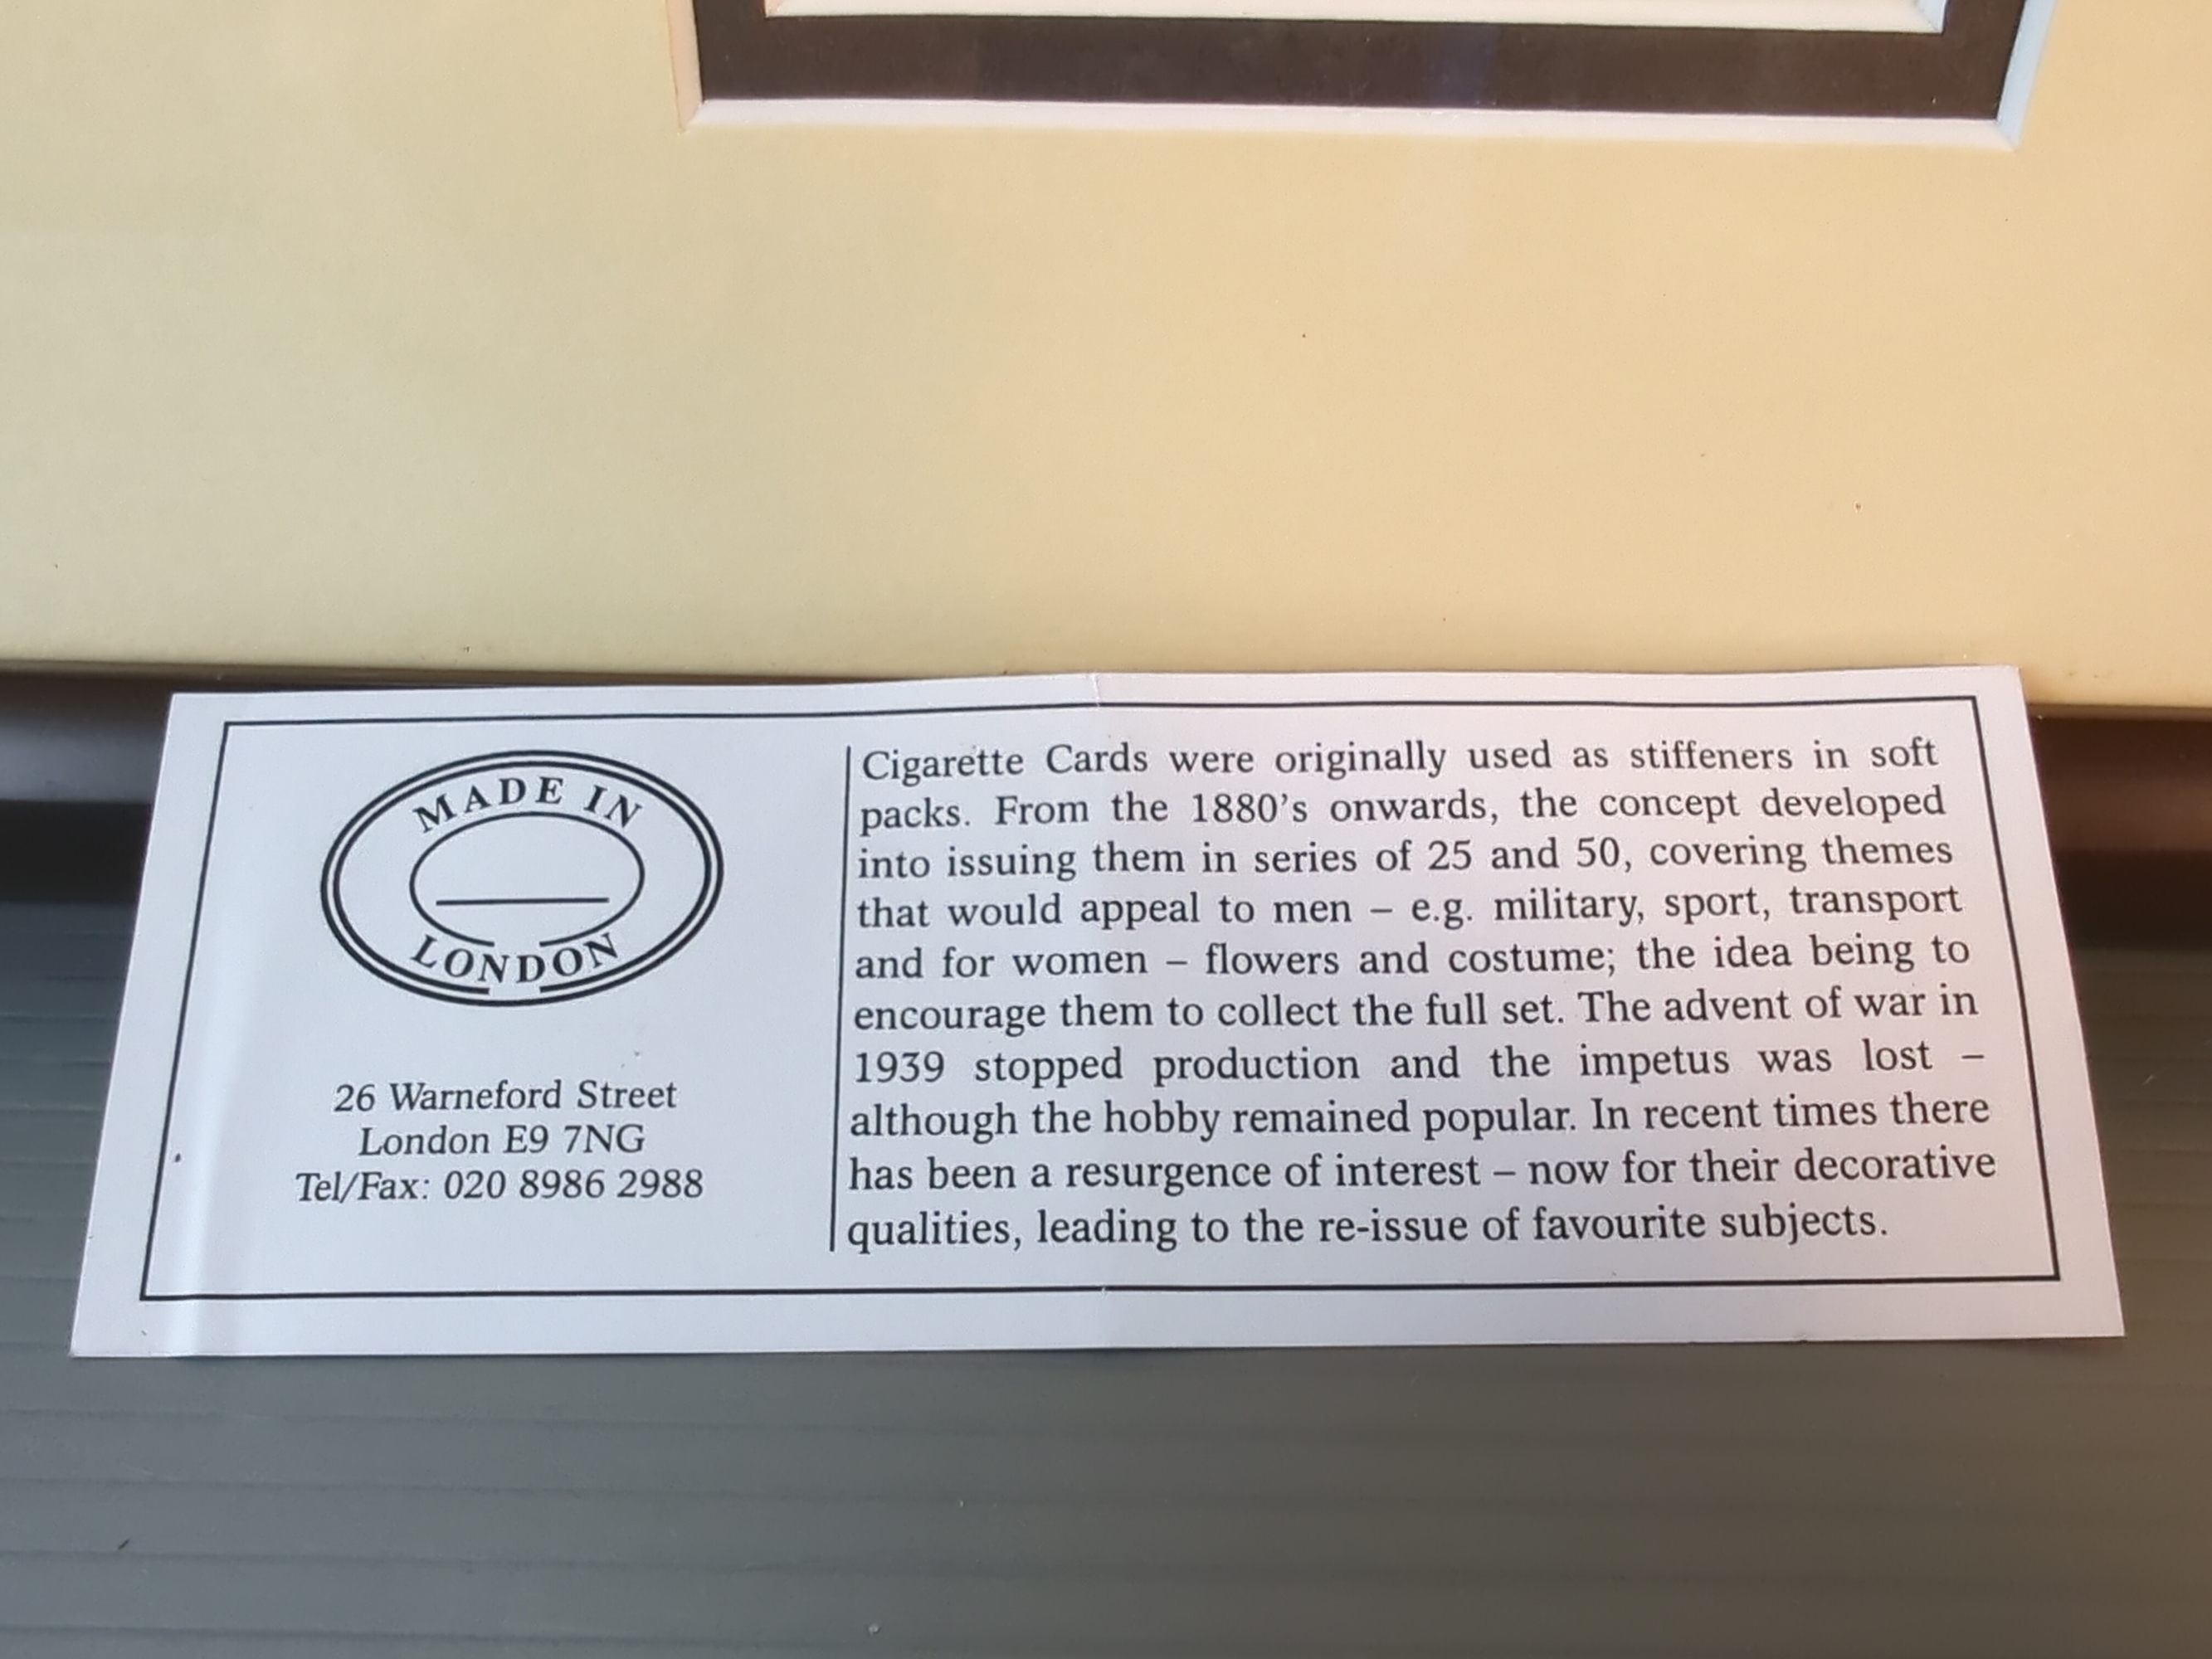 MADE IN
LONDON
26 Warneford Street
London E9 7NG
Tel/Fax: 020 8986 2988
Cigarette Cards were originally used as stiffeners in soft
packs. From the 1880's onwards, the concept developed
into issuing them in series of 25 and 50, covering themes
that would appeal to men – e.g. military, sport, transport
and for women – flowers and costume; the idea being to
encourage them to collect the full set. The advent of war in
1939 stopped production and the impetus was lost –
although the hobby remained popular. In recent times there
has been a resurgence of interest – now for their decorative
qualities, leading to the re-issue of favourite subjects.